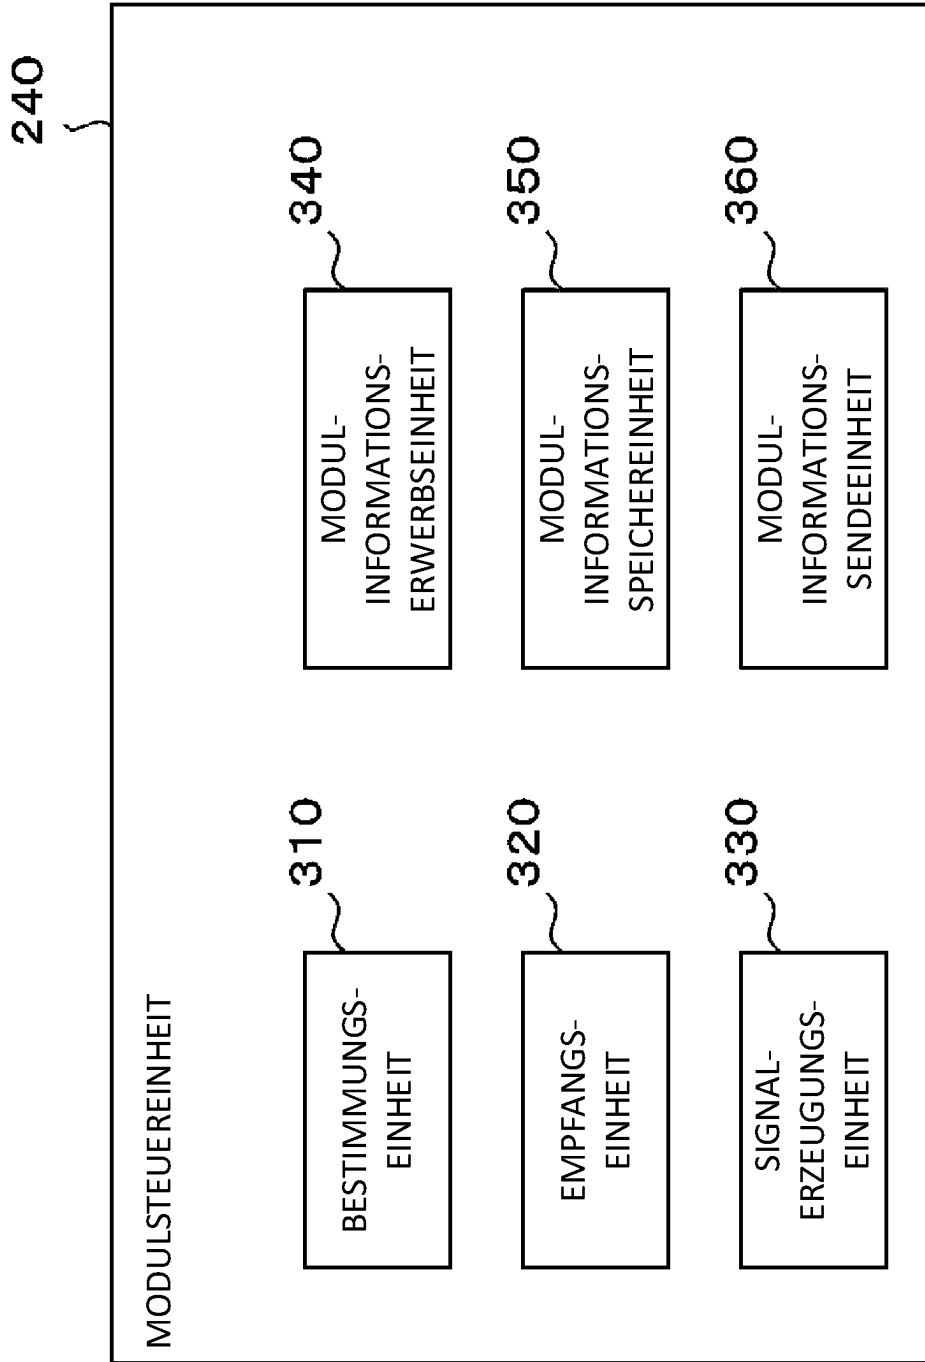 240
MODULSTEUEREINHEIT
310
BESTIMMUNGS-
EINHEIT
320
EMPFANGS-
EINHEIT
330
SIGNAL-
ERZEUGUNGS-
EINHEIT
340
MODUL-
INFORMATIONS-
ERWERBSEINHEIT
350
MODUL-
INFORMATIONS-
SPEICHEREINHEIT
360
MODUL-
INFORMATIONS-
SENDEEINHEIT